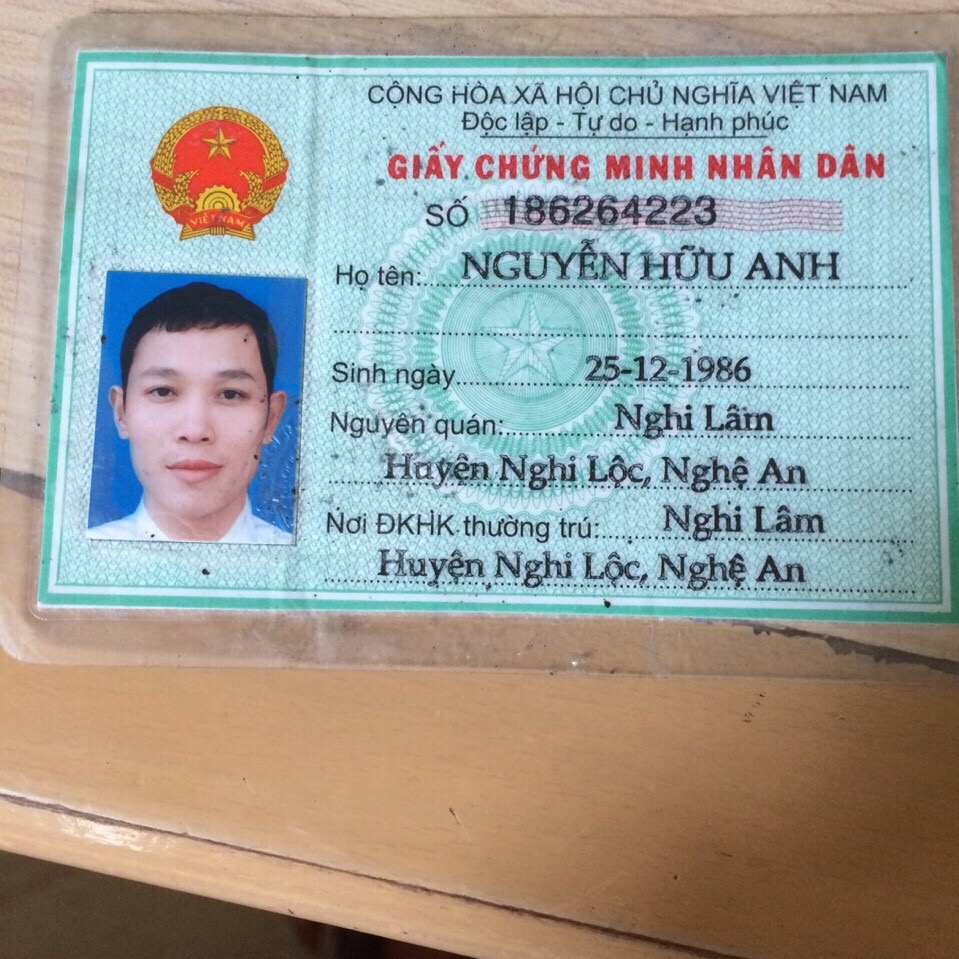 CỘNG HÒA XÃ HỘI CHỦ NGHĨA VIỆT NAM
Độc lập - Tự do - Hạnh phúc
GIẤY CHỨNG MINH NHÂN DÂN
SỐ 186264223
VIỆT NAM
Họ tên: NGUYỄN HỮU ANH
Sinh ngày 25-12-1986
Nguyên quán: Nghi Lâm
Huyện Nghi Lộc, Nghệ An
Nơi ĐKHK thường trú: Nghi Lâm
Huyện Nghi Lộc, Nghệ An